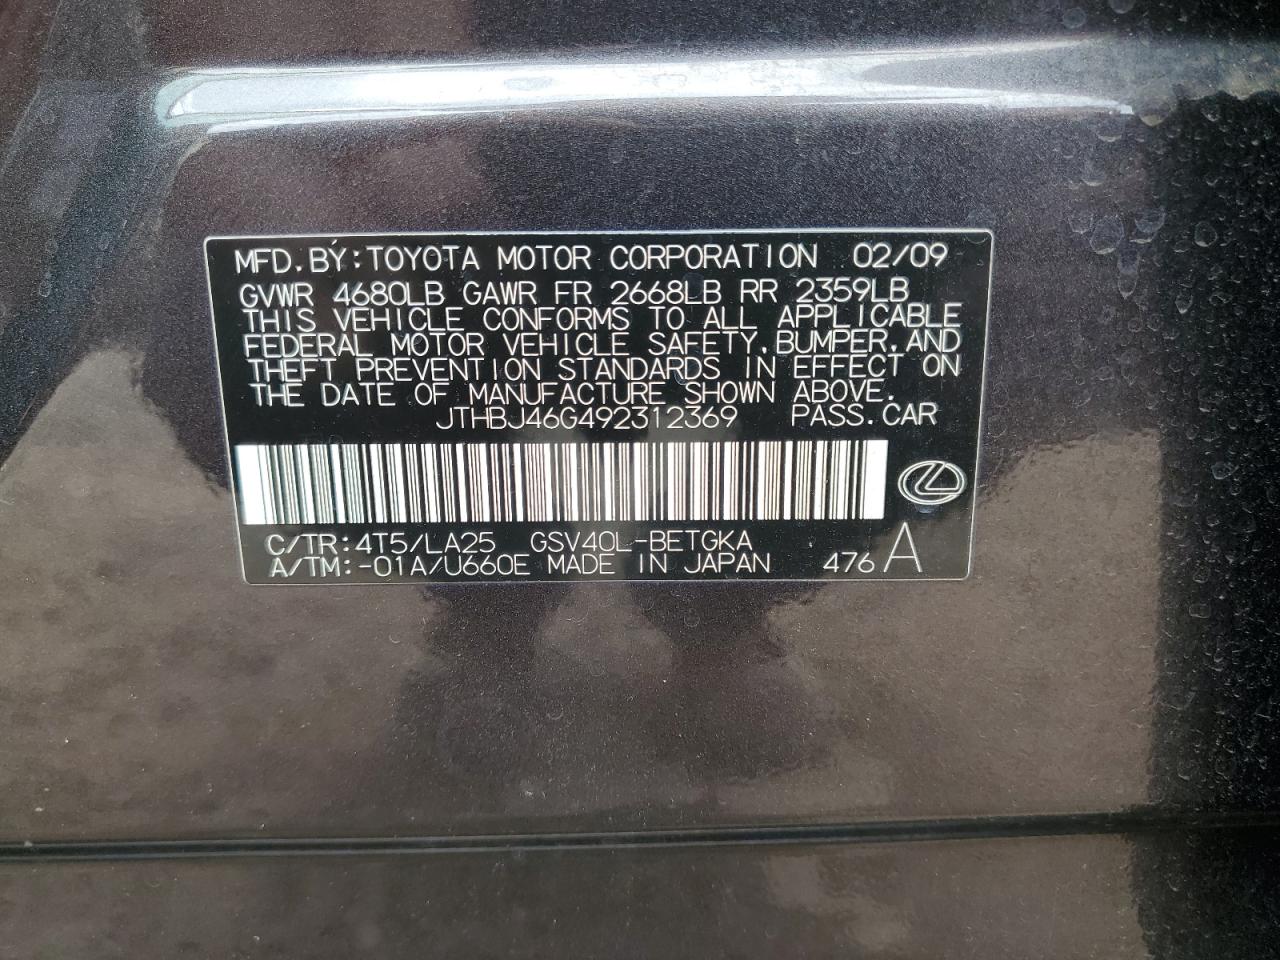 MFD.BY:TOYOTA MOTOR CORPORATION 02/09
GVWR 4680LB GAWR FR 2668LB RR 2359LB
THIS VEHICLE CONFORMS TO ALL APPLICABLE
FEDERAL MOTOR VEHICLE SAFETY,BUMPER,AND
THEFT PREVENTION STANDARDS IN EFFECT ON
THE DATE OF MANUFACTURE SHOWN ABOVE.
JTHBJ46G492312369 PASS.CAR
C/TR:4T5/LA25 GSV40L-BETGKA
A/TM:-01A/U660E MADE IN JAPAN 476 A